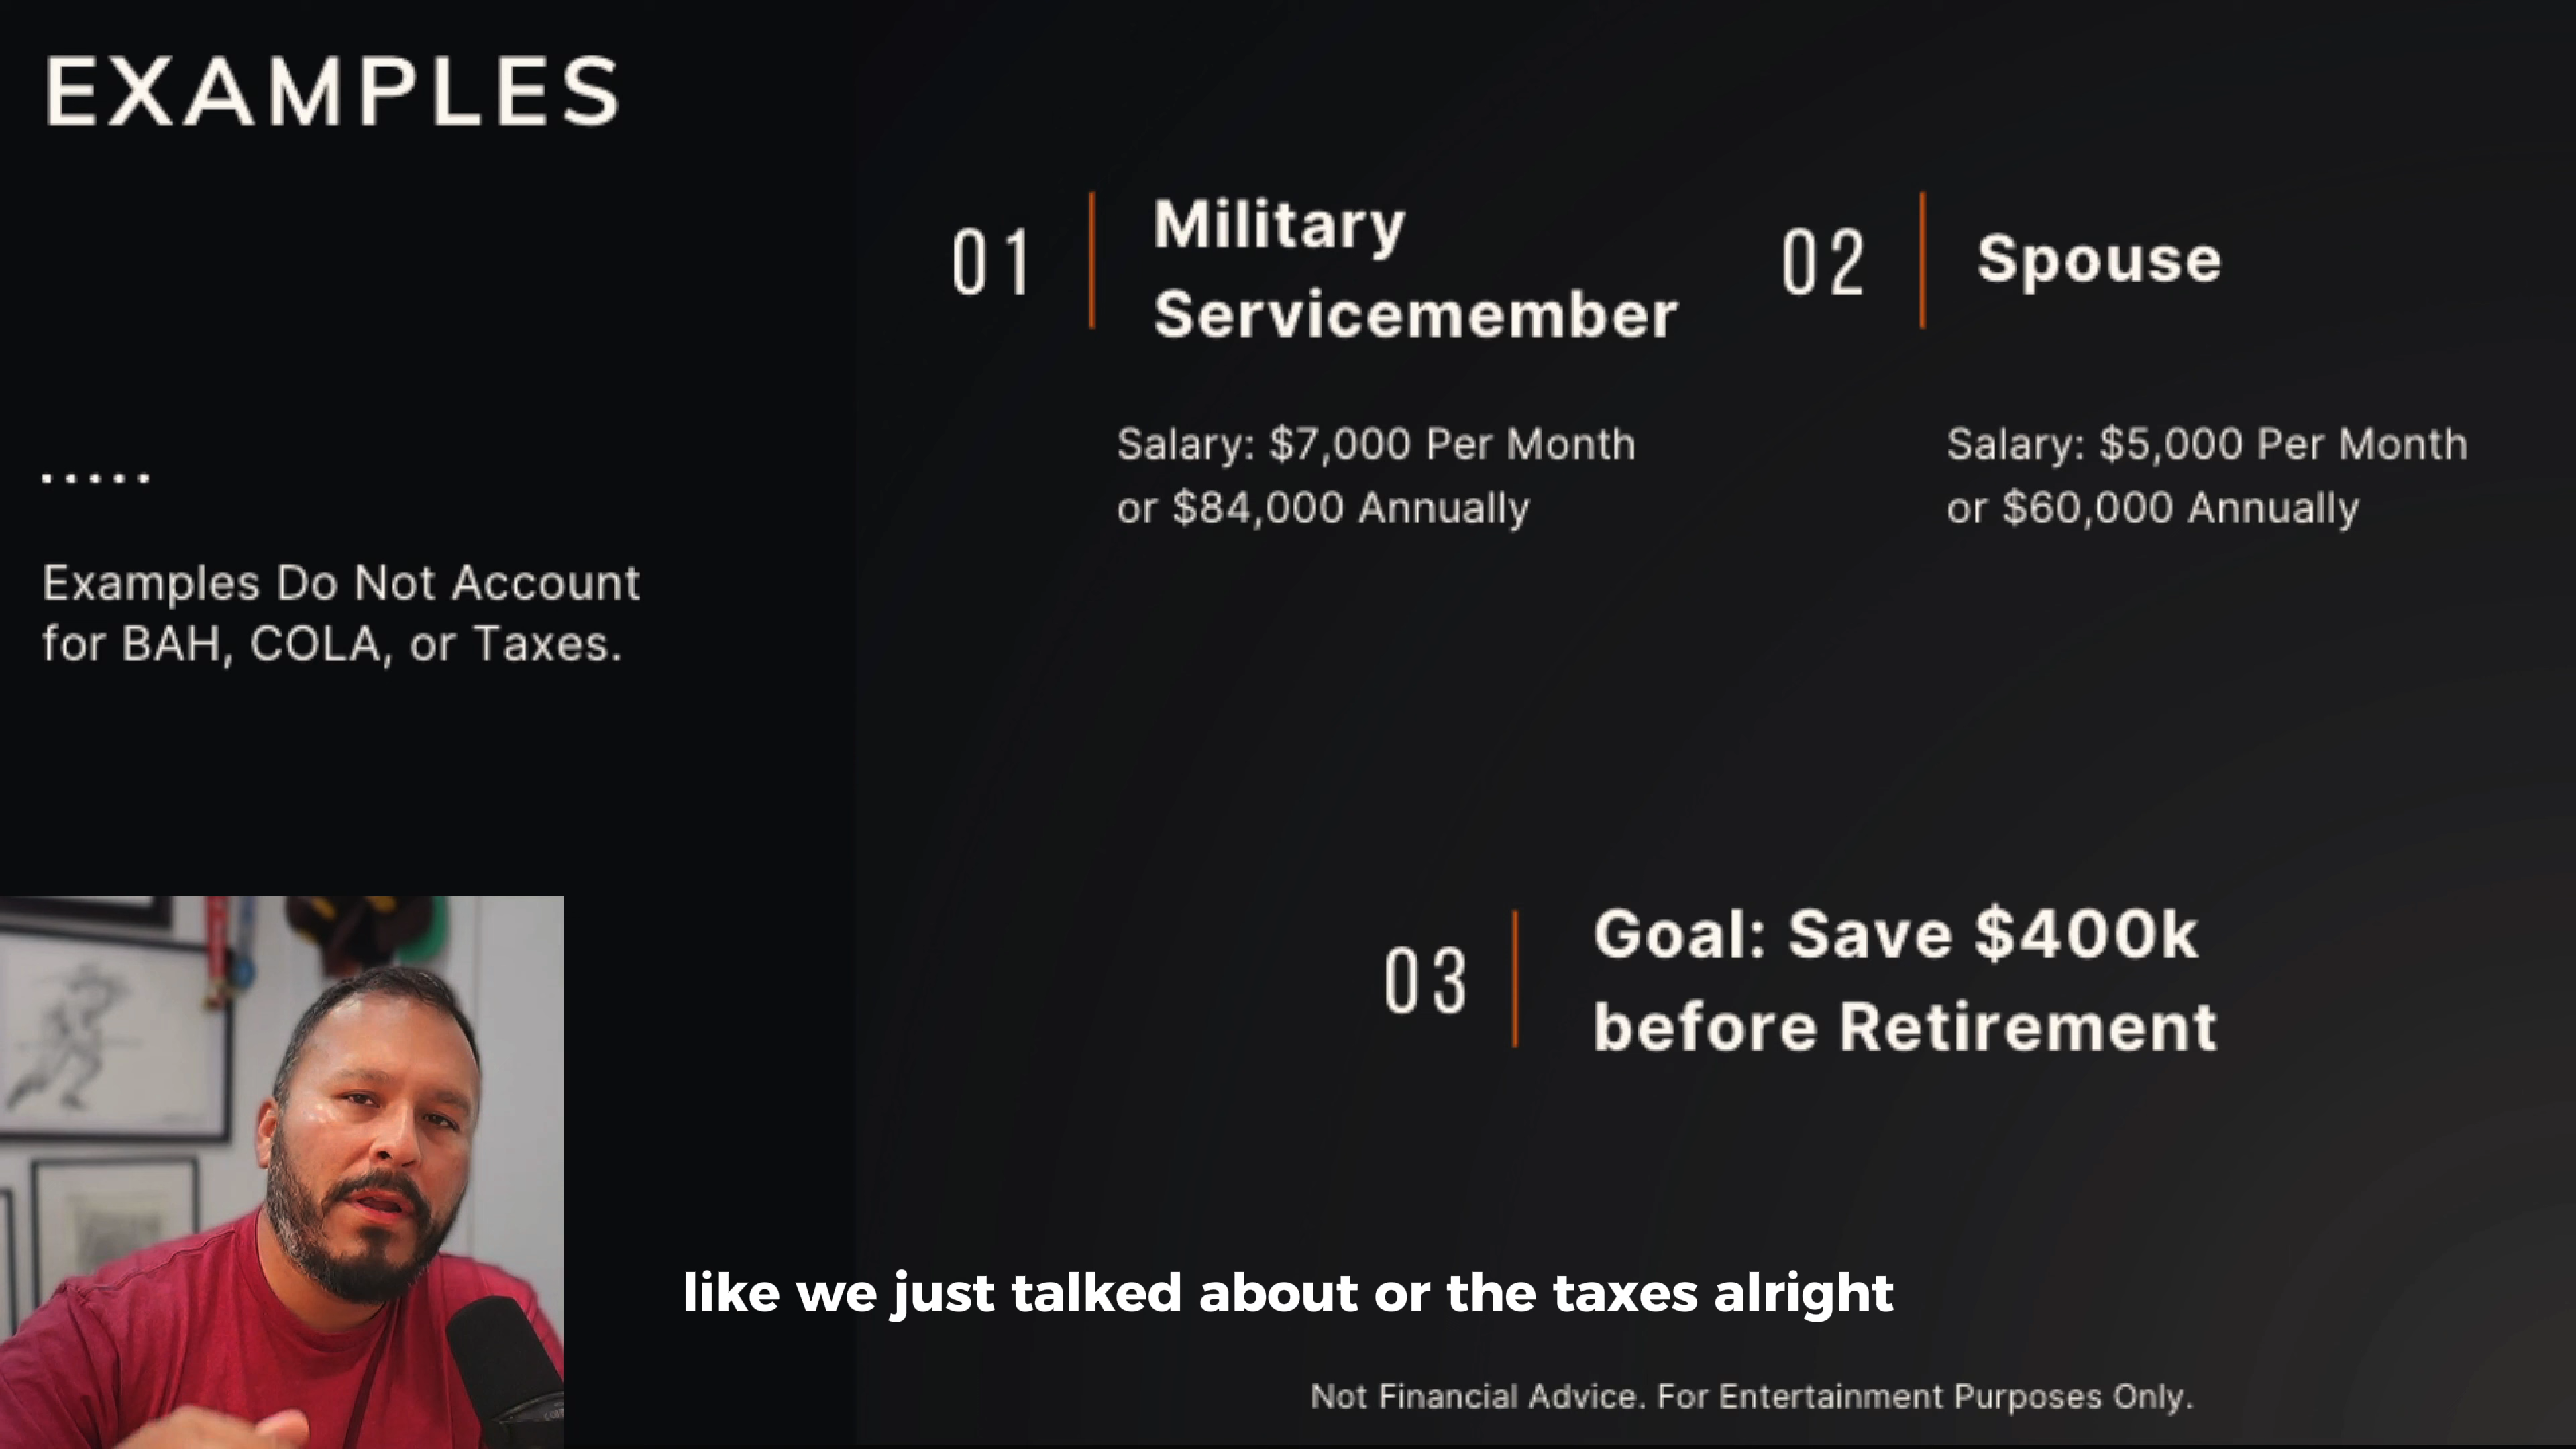 EXAMPLES
.....
Examples Do Not Account
for BAH, COLA, or Taxes.
01
Military
Servicemember
Salary: $7,000 Per Month
or $84,000 Annually
02
Spouse
Salary: $5,000 Per Month
or $60,000 Annually
03
Goal: Save $400k
before Retirement
like we just talked about or the taxes alright
Not Financial Advice. For Entertainment Purposes Only.